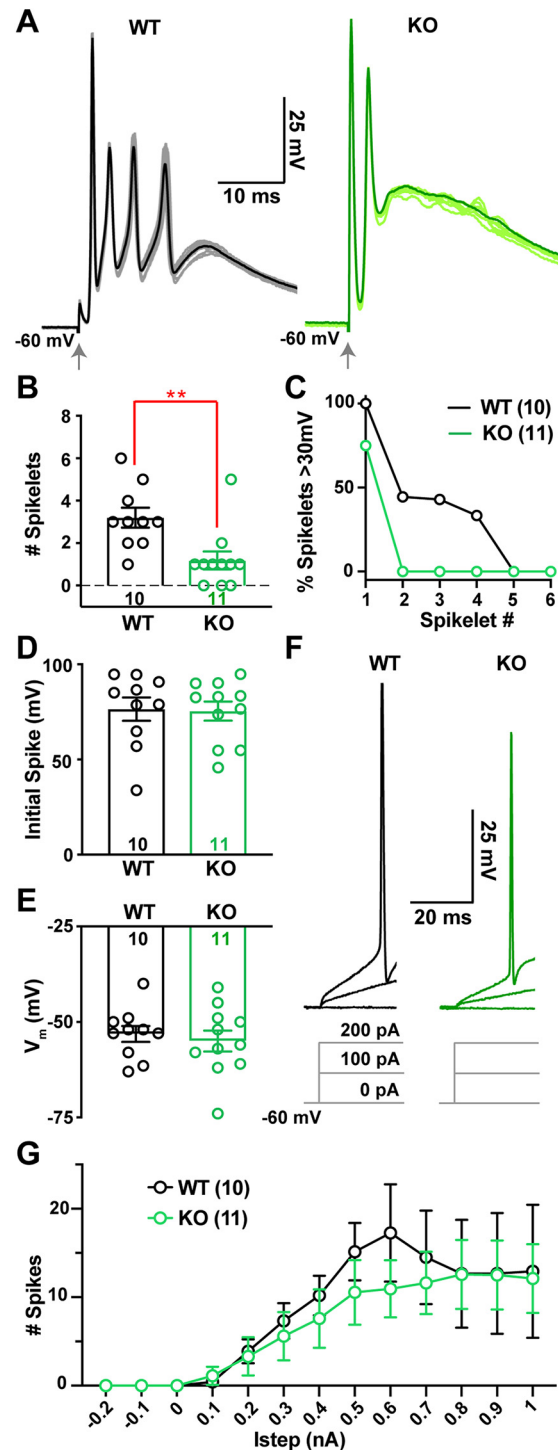 A
WT
KO
25 mV
10 ms
-60 mV
-60 mV
B
**
8
6
4
2
0
# Spikelets
10
11
WT
KO
C
100
50
0
% Spikelets >30mV
WT (10)
KO (11)
1 2 3 4 5 6
Spikelet #
D
100
50
0
Initial Spike (mV)
10
11
WT
KO
E
WT
KO
-25
-50
-75
Vm (mV)
10
11
F
WT
KO
25 mV
20 ms
200 pA
100 pA
0 pA
-60 mV
G
WT (10)
KO (11)
20
10
0
# Spikes
-0.2 -0.1 0 0.1 0.2 0.3 0.4 0.5 0.6 0.7 0.8 0.9 1
Istep (nA)